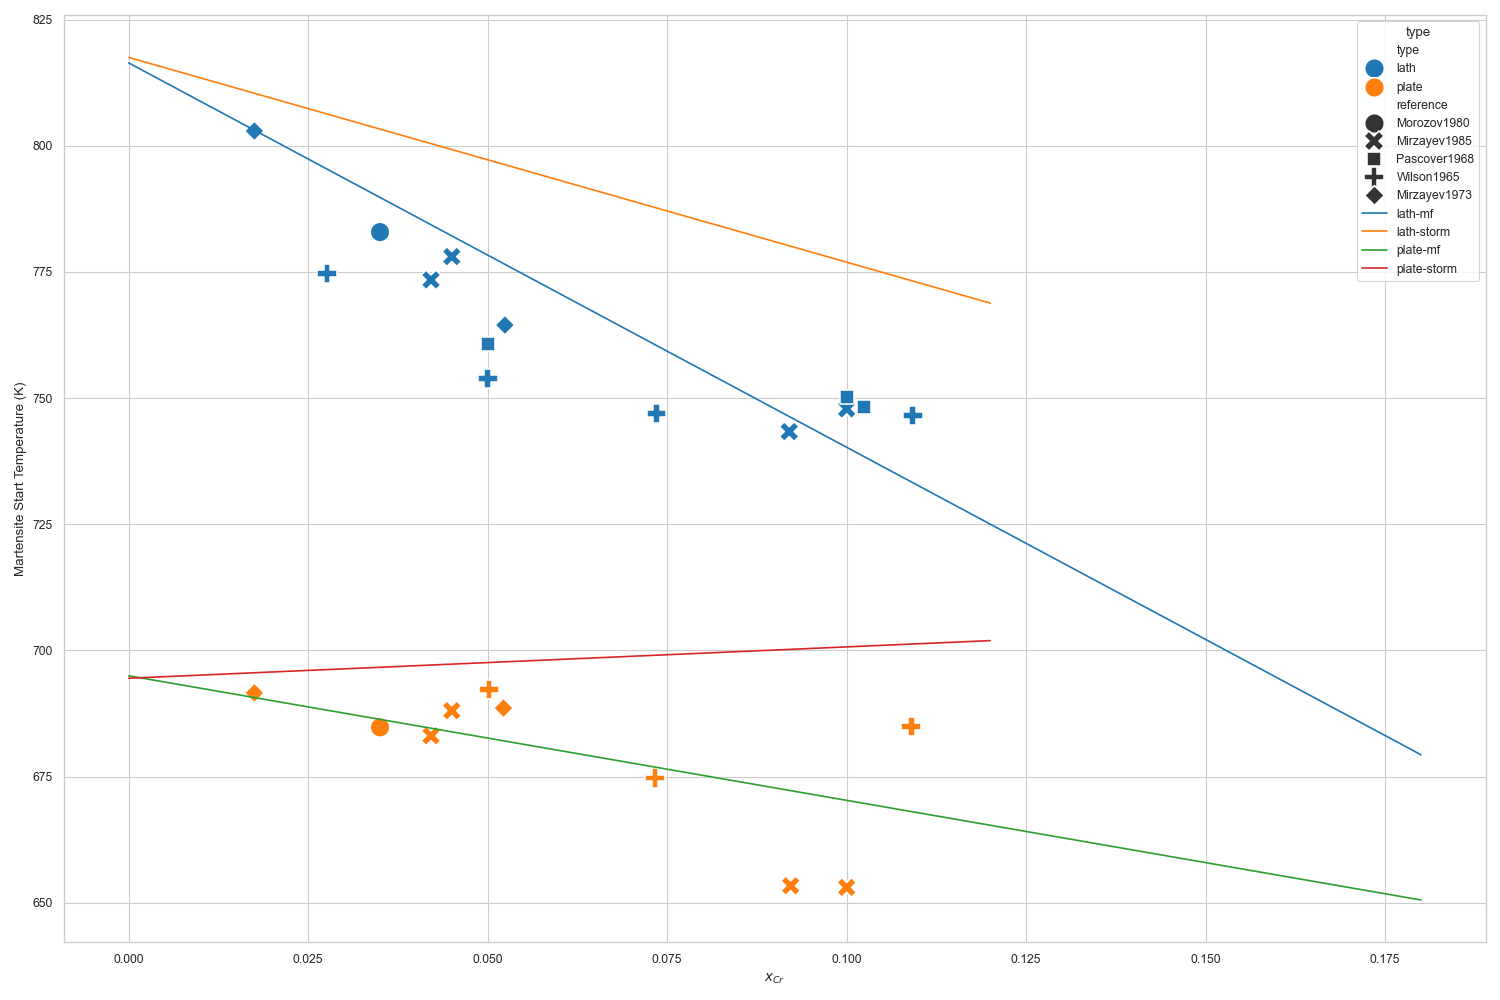 825
800
775
750
725
700
675
650
Martensite Start Temperature (K)
0.000
0.025
0.050
0.075
0.100
0.125
0.150
0.175
x_Cr
type
type
lath
plate
reference
Morozov1980
Mirzayev1985
Pascover1968
Wilson1965
Mirzayev1973
lath-mf
lath-storm
plate-mf
plate-storm